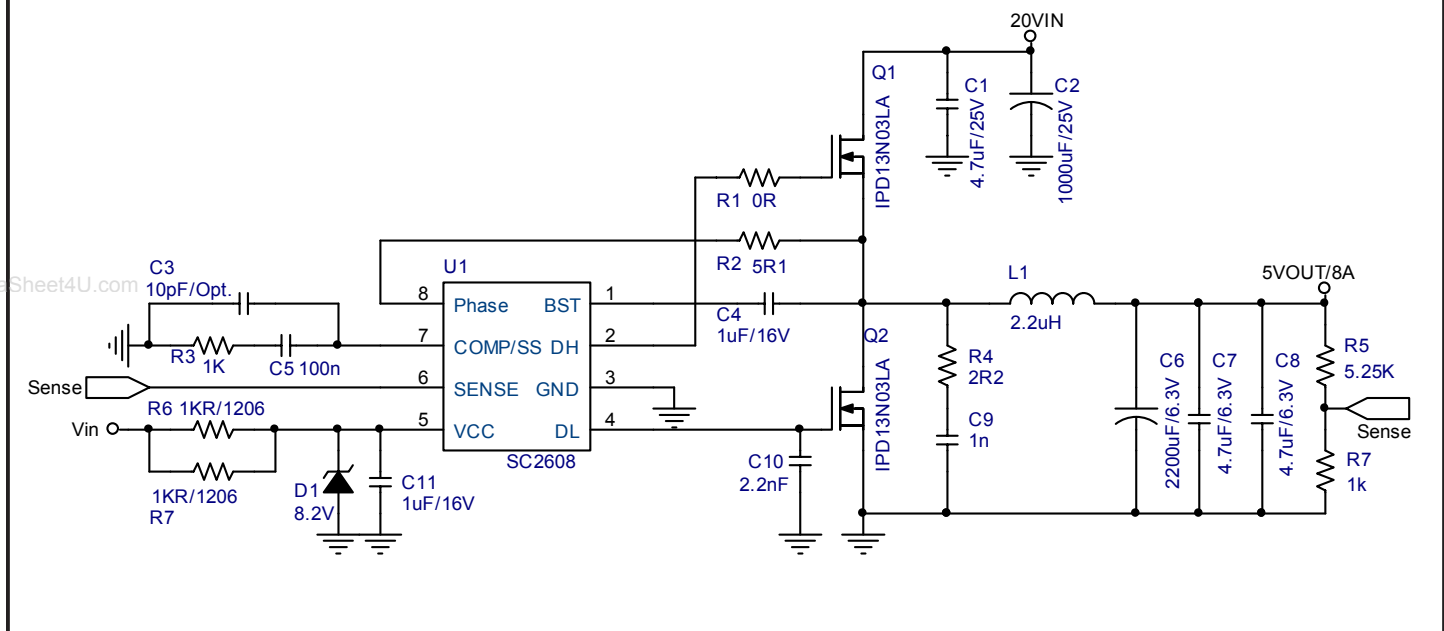 20VIN
Q1
IPD13N03LA
C1
4.7uF/25V
C2
1000uF/25V
R1 0R
R2 5R1
C3
10pF/Opt.
U1
5VOUT/8A
aSheet4U.com
8 Phase BST 1
C4
1uF/16V
L1
2.2uH
7 COMP/SS DH 2
R3 1K
C5 100n
Q2
IPD13N03LA
R4
2R2
C6
2200uF/6.3V
C7
4.7uF/6.3V
C8
4.7uF/6.3V
R5
5.25K
Sense
6 SENSE GND 3
R6 1KR/1206
Vin
5 VCC DL 4
SC2608
C9
1n
Sense
C10
2.2nF
R7
1k
1KR/1206
R7
D1
8.2V
C11
1uF/16V